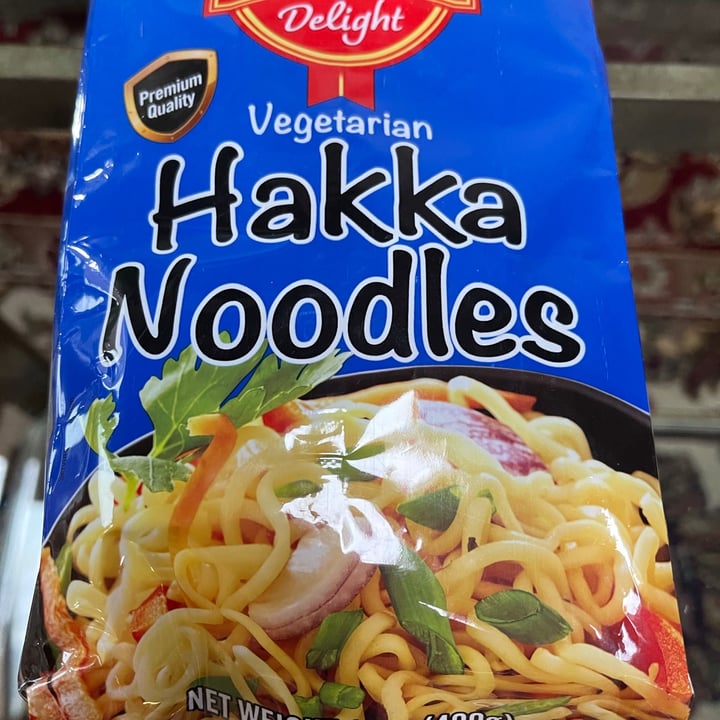 Delight
Premium
Quality
Vegetarian
Hakka
Noodles
NET WEIGHT